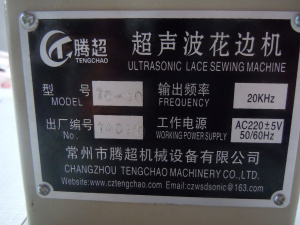 腾超
TENGCHAO
超声波花边机
ULTRASONIC LACE SEWING MACHINE
型 号
MODEL
输出频率
FREQUENCY
20KHz
出厂编号
No.
工作电源
WORKING POWER SUPPLY
AC220±5V
50/60Hz
常州市腾超机械设备有限公司
CHANGZHOU TENGCHAO MACHINERY CO.,LTD.
Website:www.cztengchao.com Email:czwsdsonic@163.com